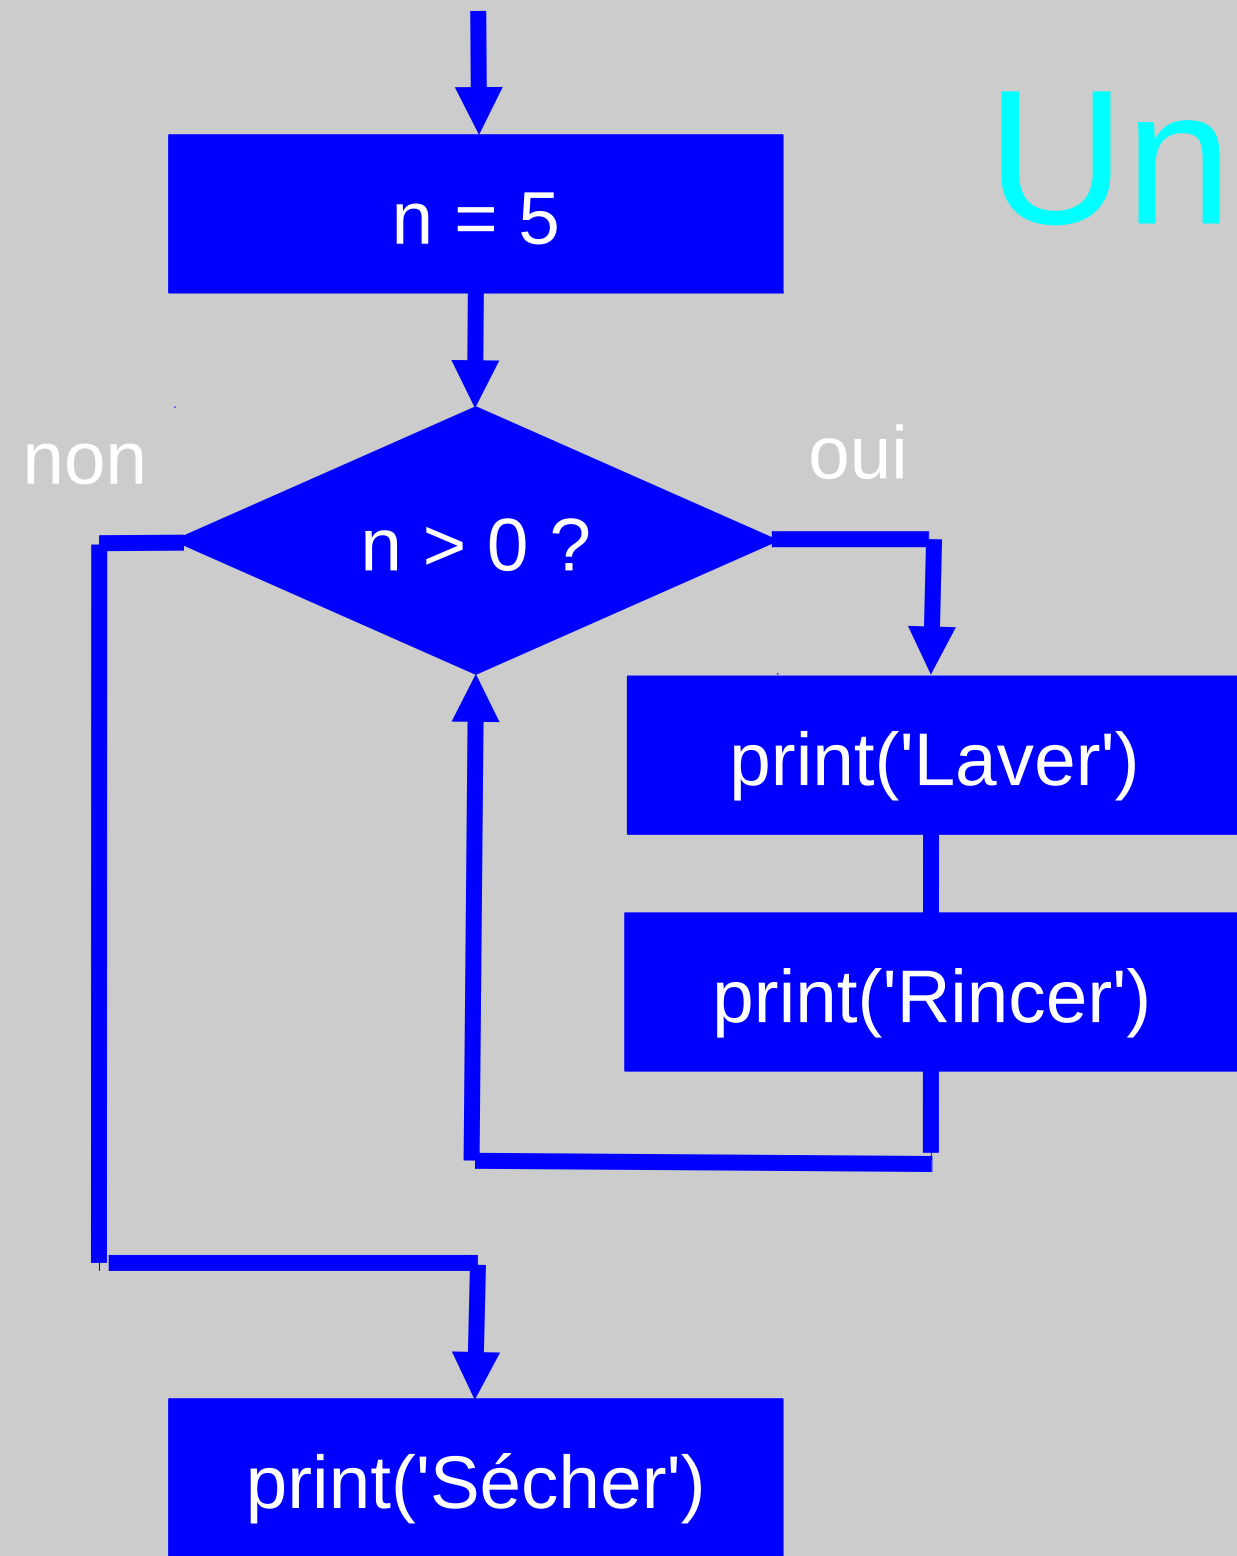 Un
n = 5
non
oui
n > 0 ?
print('Laver')
print('Rincer')
print('Sécher')